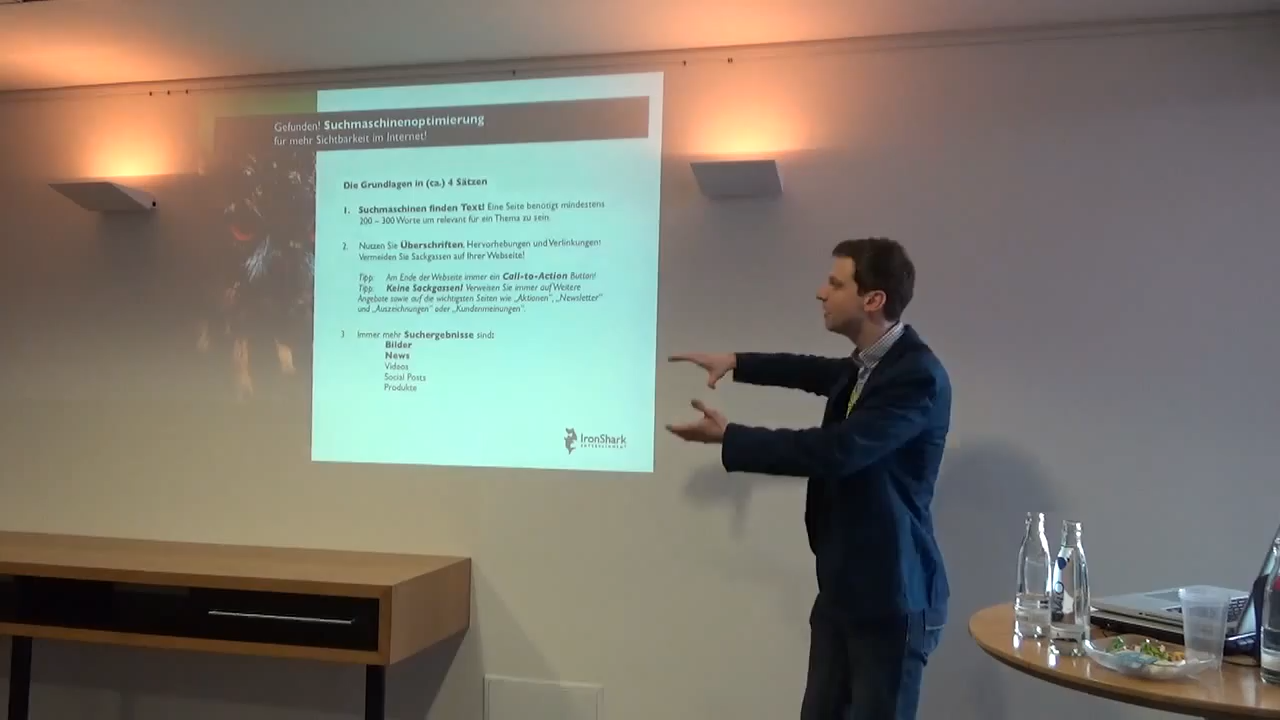 Gefunden! Suchmaschinenoptimierung
für mehr Sichtbarkeit im Internet!
Die Grundlagen in (ca.) 4 Sätzen
1. Suchmaschinen finden Text! Eine Seite benötigt mindestens
200 – 300 Worte um relevant für ein Thema zu sein.
2. Nutzen Sie Überschriften, Hervorhebungen und Verlinkungen!
Vermeiden Sie Sackgassen auf Ihrer Webseite!
Tipp: Am Ende der Webseite immer ein Call-to-Action Button!
Tipp: Keine Sackgassen! Verweisen Sie immer auf Weitere
Angebote sowie auf die wichtigsten Seiten wie „Aktionen“, „Newsletter“
und „Auszeichnungen“ oder „Kundenmeinungen“.
3 Immer mehr Suchergebnisse sind:
Bilder
News
Videos
Social Posts
Produkte
IronShark
ENTERTAINMENT